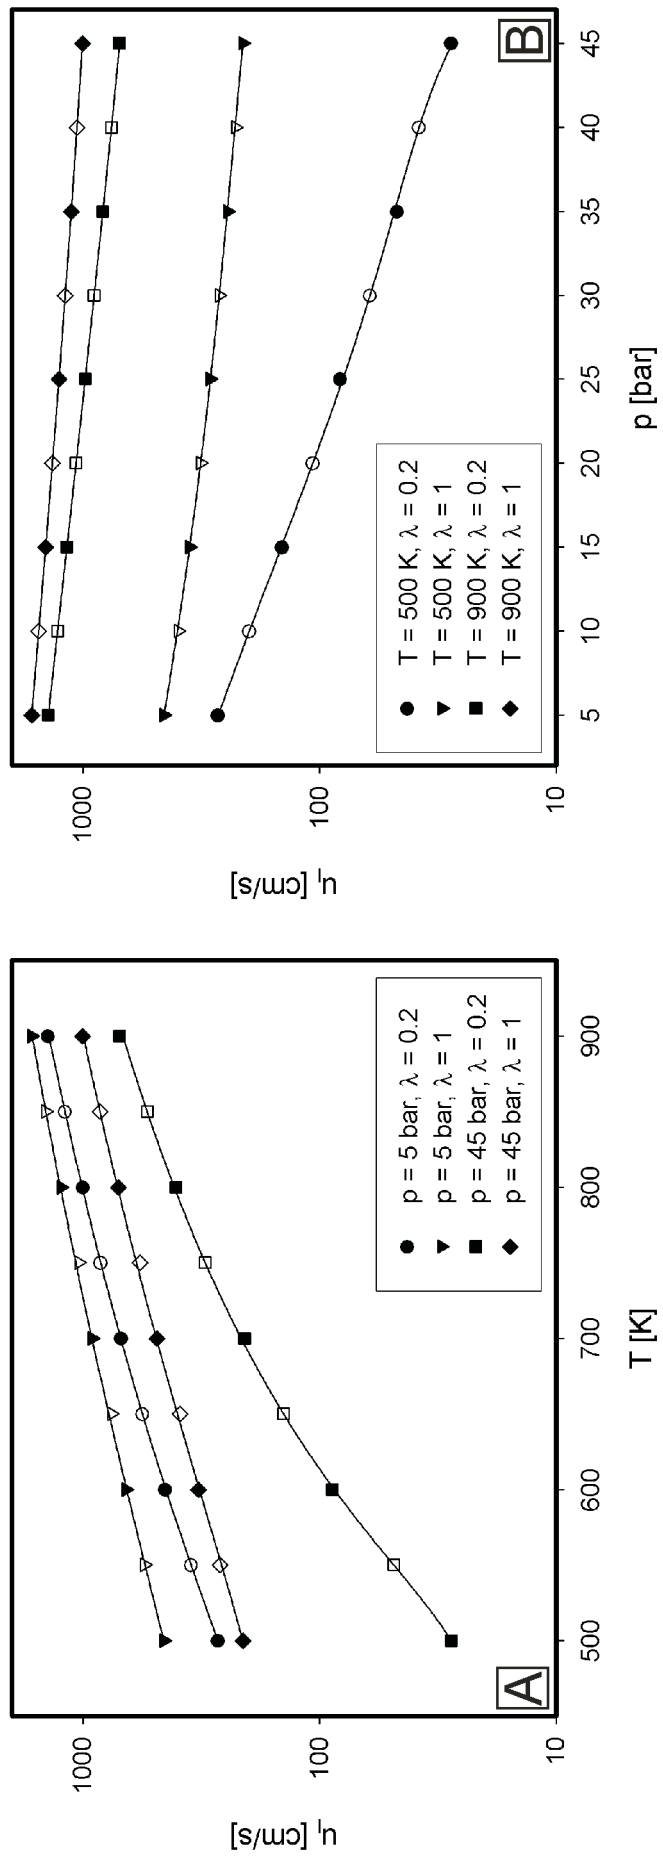 A
u_l [cm/s]
1000
100
10
500
600
700
800
900
T [K]
p = 5 bar, λ = 0.2
p = 5 bar, λ = 1
p = 45 bar, λ = 0.2
p = 45 bar, λ = 1
B
u_l [cm/s]
1000
100
10
5
10
15
20
25
30
35
40
45
p [bar]
T = 500 K, λ = 0.2
T = 500 K, λ = 1
T = 900 K, λ = 0.2
T = 900 K, λ = 1